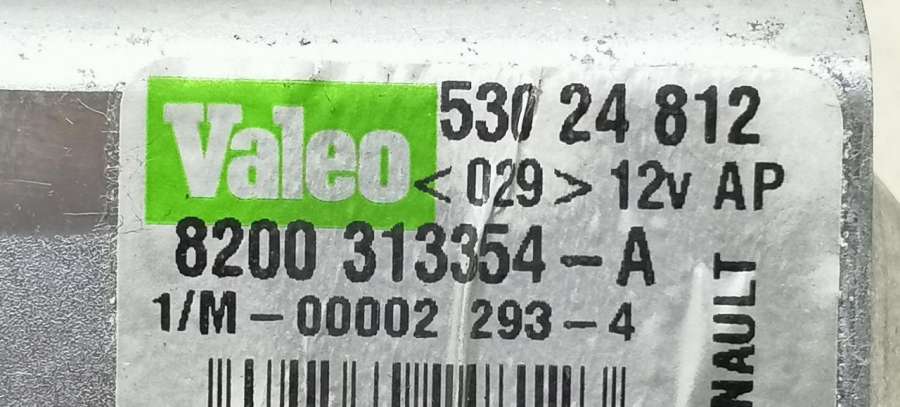 Valeo 530 24 812
< 029 > 12v AP
8200 313354-A
1/M-00002 293-4
NAULT